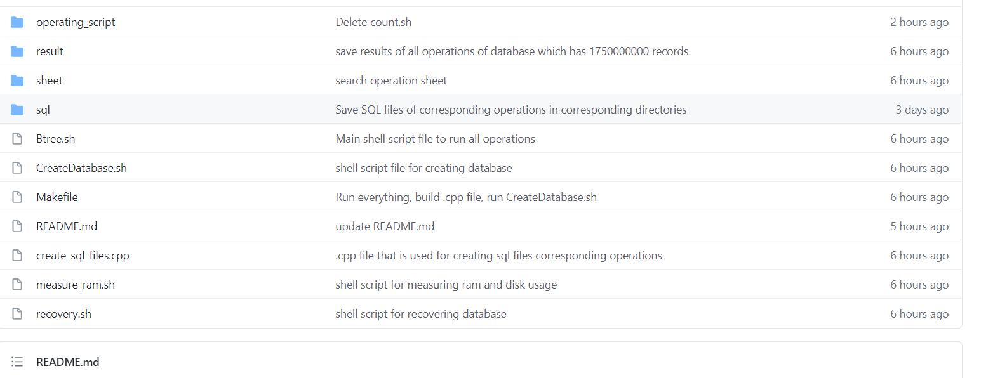 operating_script Delete count.sh 2 hours ago
result save results of all operations of database which has 1750000000 records 6 hours ago
sheet search operation sheet 6 hours ago
sql Save SQL files of corresponding operations in corresponding directories 3 days ago
Btree.sh Main shell script file to run all operations 6 hours ago
CreateDatabase.sh shell script file for creating database 6 hours ago
Makefile Run everything, build .cpp file, run CreateDatabase.sh 6 hours ago
README.md update README.md 5 hours ago
create_sql_files.cpp .cpp file that is used for creating sql files corresponding operations 6 hours ago
measure_ram.sh shell script for measuring ram and disk usage 6 hours ago
recovery.sh shell script for recovering database 6 hours ago
README.md